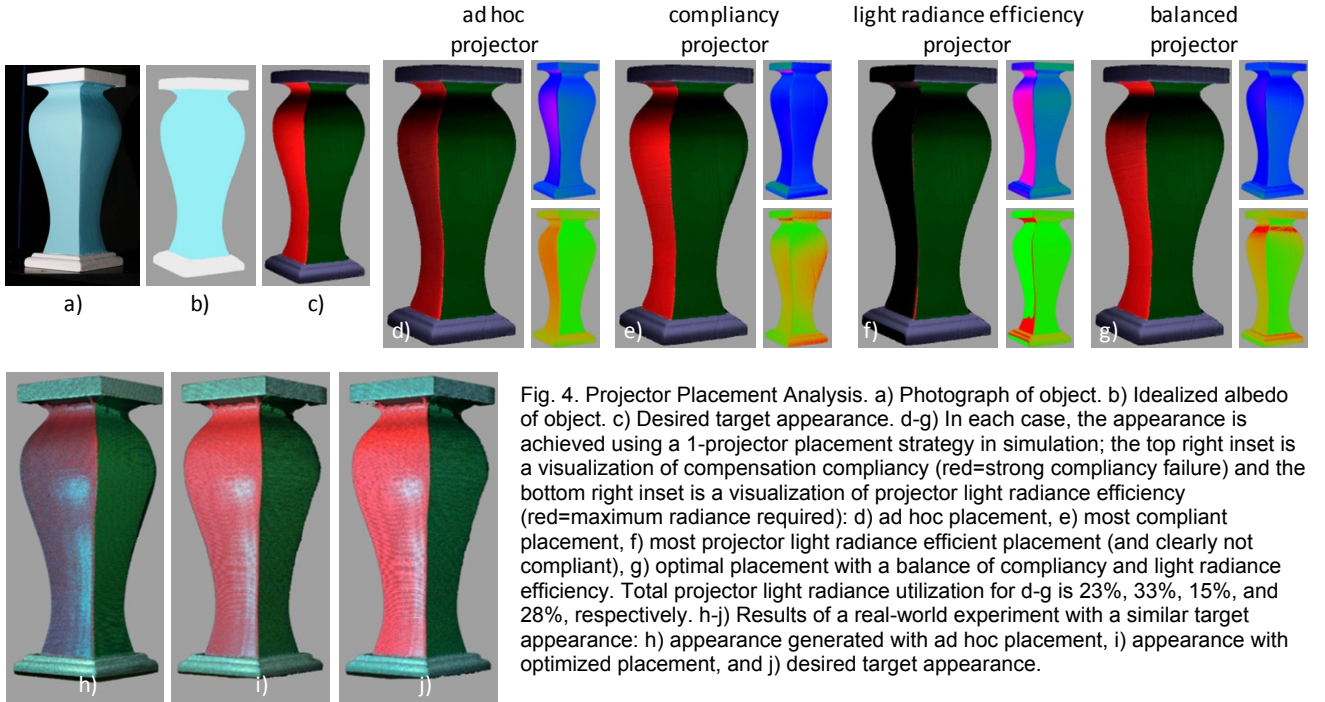 ad hoc
projector
compliancy
projector
light radiance efficiency
projector
balanced
projector
a)
b)
c)
d)
e)
f)
g)
h)
i)
j)
Fig. 4. Projector Placement Analysis. a) Photograph of object. b) Idealized albedo
of object. c) Desired target appearance. d-g) In each case, the appearance is
achieved using a 1-projector placement strategy in simulation; the top right inset is
a visualization of compensation compliancy (red=strong compliancy failure) and the
bottom right inset is a visualization of projector light radiance efficiency
(red=maximum radiance required): d) ad hoc placement, e) most compliant
placement, f) most projector light radiance efficient placement (and clearly not
compliant), g) optimal placement with a balance of compliancy and light radiance
efficiency. Total projector light radiance utilization for d-g is 23%, 33%, 15%, and
28%, respectively. h-j) Results of a real-world experiment with a similar target
appearance: h) appearance generated with ad hoc placement, i) appearance with
optimized placement, and j) desired target appearance.